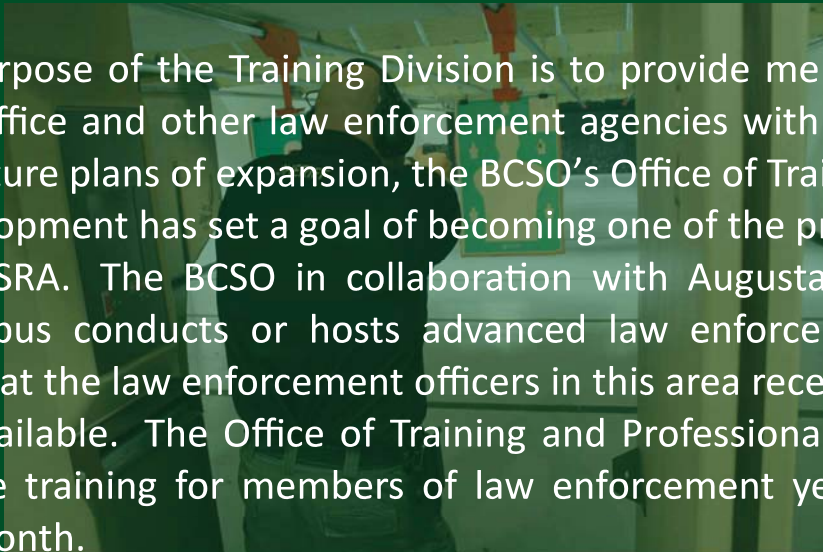 rpose of the Training Division is to provide me
ffice and other law enforcement agencies with
ture plans of expansion, the BCSO’s Office of Trai
opment has set a goal of becoming one of the pr
SRA. The BCSO in collaboration with Augusta
pus conducts or hosts advanced law enforce
at the law enforcement officers in this area rece
ailable. The Office of Training and Professiona
e training for members of law enforcement ye
onth.